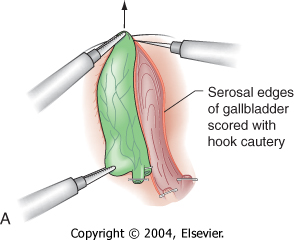 Serosal edges
of gallbladder
scored with
hook cautery
A
Copyright © 2004, Elsevier.